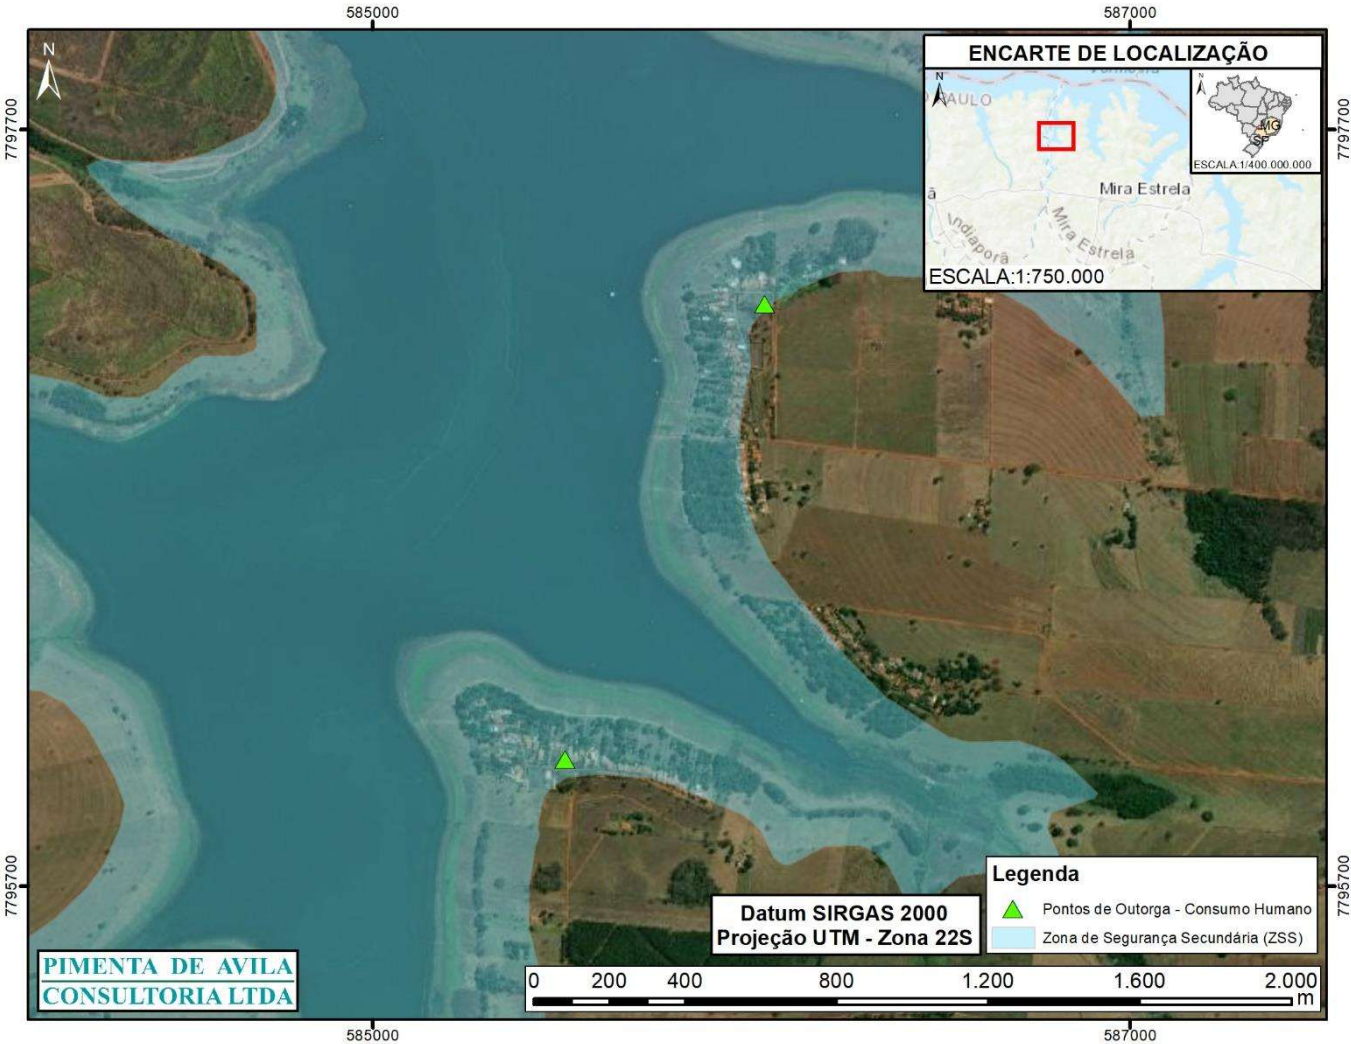 585000
587000
N
ENCARTE DE LOCALIZAÇÃO
N
PAULO
N
MG
SP
ESCALA:1/400.000.000
Mira Estrela
ã
Indiaporã
Mira Estrela
ESCALA:1:750.000
7797700
7797700
7795700
7795700
Legenda
Pontos de Outorga - Consumo Humano
Zona de Segurança Secundária (ZSS)
Datum SIRGAS 2000
Projeção UTM - Zona 22S
PIMENTA DE AVILA
CONSULTORIA LTDA
0 200 400 800 1.200 1.600 2.000
m
585000
587000